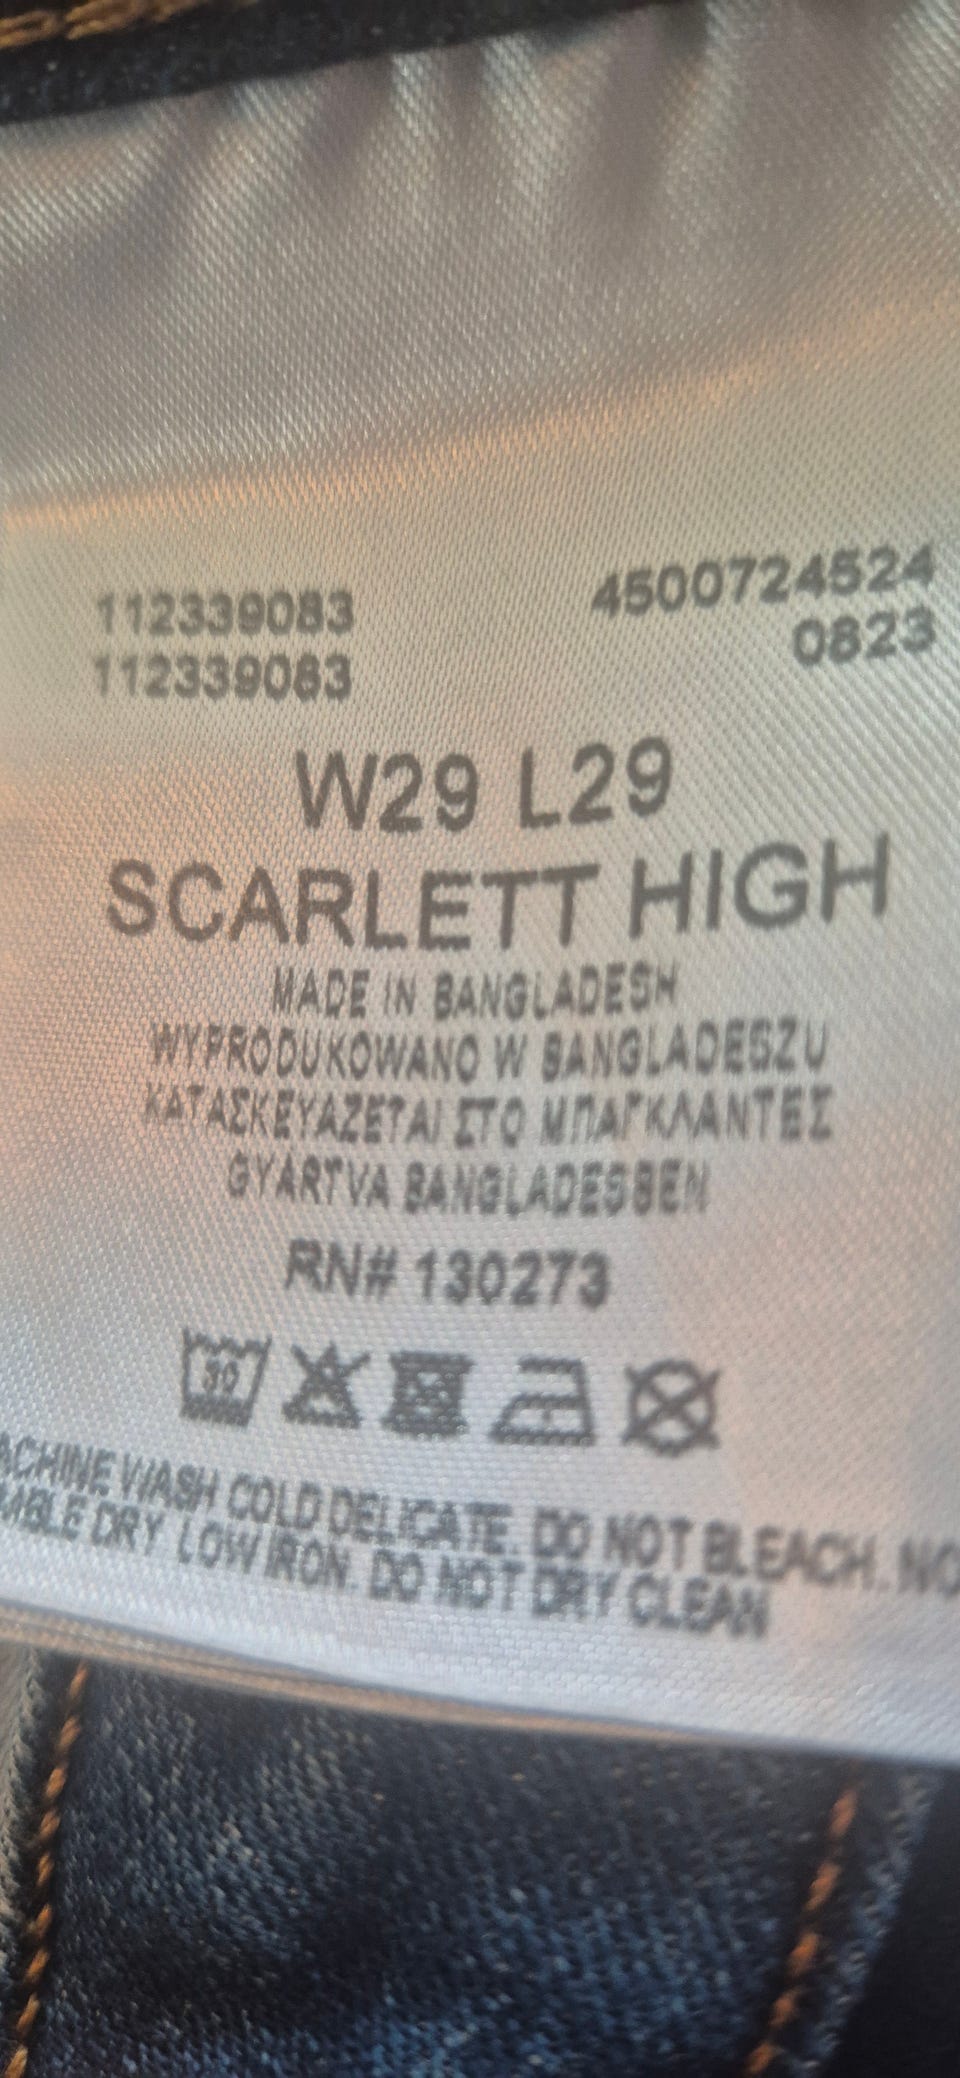 112339083
112339083
4500724524
0823
W29 L29
SCARLETT HIGH
MADE IN BANGLADESH
WYPRODUKOWANO W BANGLADESZU
ΚΑΤΑΣΚΕΥΑΖΕΤΑΙ ΣΤΟ ΜΠΑΓΚΛΑΝΤΕΣ
GYÁRTVA BANGLADESBEN
RN# 130273
30
ACHINE WASH COLD DELICATE. DO NOT BLEACH. NO
MBLE DRY LOW IRON. DO NOT DRY CLEAN